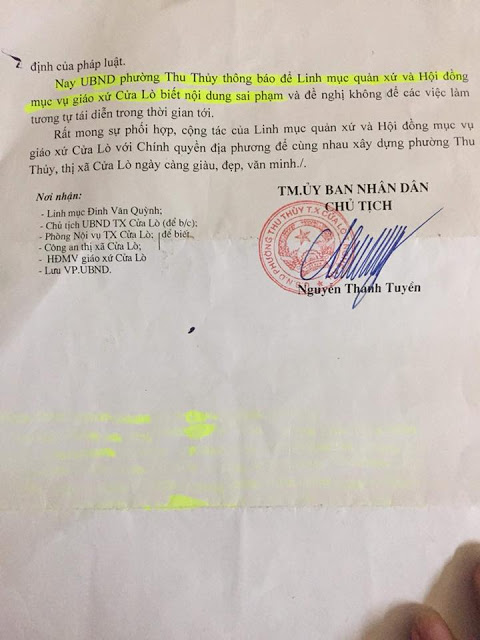 định của pháp luật.
Nay UBND phường Thu Thủy thông báo để Linh mục quản xứ và Hội đồng
mục vụ giáo xứ Cửa Lò biết nội dung sai phạm và đề nghị không để các việc làm
tương tự tái diễn trong thời gian tới.
Rất mong sự phối hợp, cộng tác của Linh mục quản xứ và Hội đồng mục vụ
giáo xứ Cửa Lò với Chính quyền địa phương để cùng nhau xây dựng phường Thu
Thủy, thị xã Cửa Lò ngày càng giàu, đẹp, văn minh./.
Nơi nhận:
- Linh mục Đinh Văn Quỳnh;
- Chủ tịch UBND TX Cửa Lò (để b/c);
- Phòng Nội vụ TX Cửa Lò; để biết
- Công an thị xã Cửa Lò;
- HĐMV giáo xứ Cửa Lò
- Lưu VP.UBND.
TM.ỦY BAN NHÂN DÂN
CHỦ TỊCH
U.B.N.D PHƯỜNG THU THỦY T.X CỬA LÒ
Nguyễn Thanh Tuyển